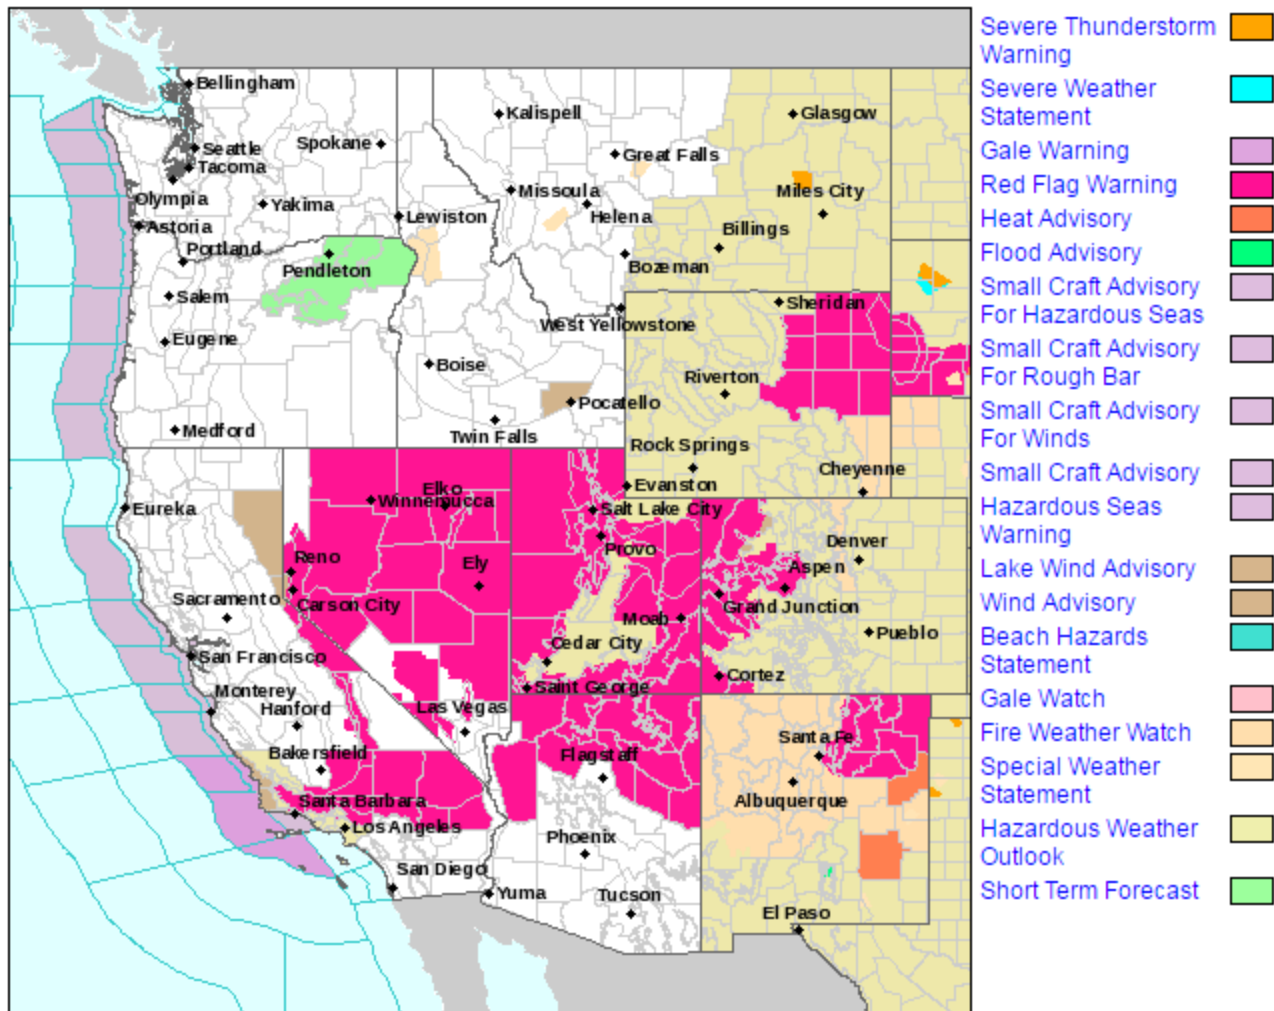 Bellingham
Kalispell
Glasgow
Seattle
Spokane
Great Falls
Tacoma
Olympia
Yakima
Missoula
Miles City
Lewiston
Helena
Astoria
Billings
Portland
Pendleton
Bozeman
Salem
Sheridan
West Yellowstone
Eugene
Boise
Riverton
Pocatello
Medford
Twin Falls
Rock Springs
Cheyenne
Elko
Evanston
Winnemucca
Eureka
Salt Lake City
Denver
Provo
Reno
Ely
Aspen
Sacramento
Carson City
Grand Junction
Moab
Pueblo
Cedar City
San Francisco
Cortez
Saint George
Monterey
Hanford
Las Vegas
Santa Fe
Bakersfield
Flagstaff
Santa Barbara
Albuquerque
Los Angeles
Phoenix
San Diego
Yuma
Tucson
El Paso
Severe Thunderstorm
Warning
Severe Weather
Statement
Gale Warning
Red Flag Warning
Heat Advisory
Flood Advisory
Small Craft Advisory
For Hazardous Seas
Small Craft Advisory
For Rough Bar
Small Craft Advisory
For Winds
Small Craft Advisory
Hazardous Seas
Warning
Lake Wind Advisory
Wind Advisory
Beach Hazards
Statement
Gale Watch
Fire Weather Watch
Special Weather
Statement
Hazardous Weather
Outlook
Short Term Forecast